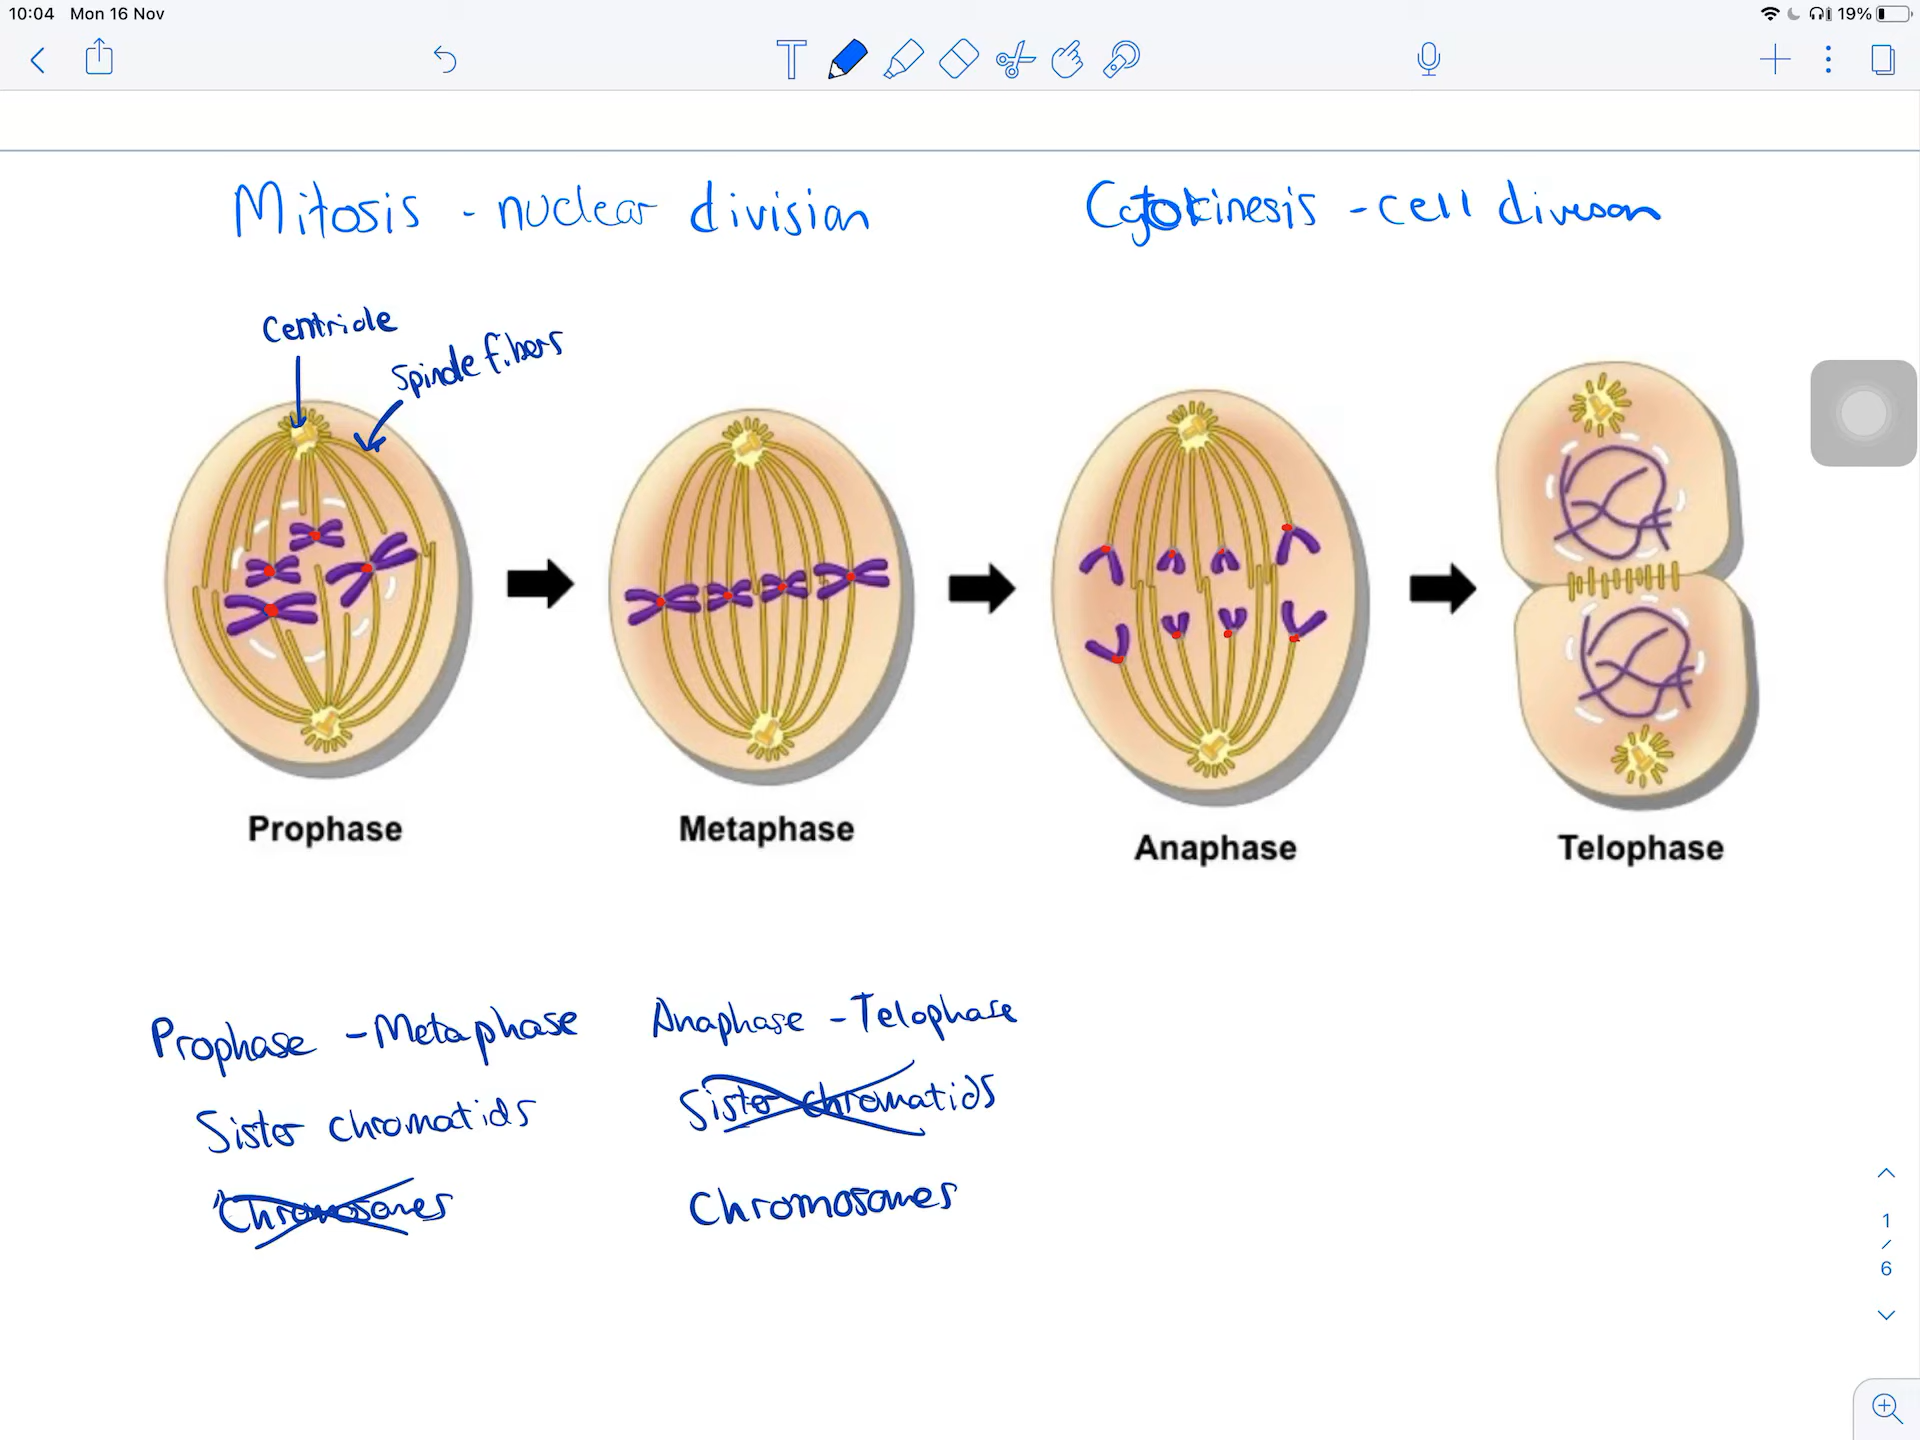 10:04 Mon 16 Nov
19%
Mitosis - nuclear division
Cytokinesis - cell divison
Centriole
Spindle fibers
Prophase
Metaphase
Anaphase
Telophase
Prophase - Metaphase
Anaphase - Telophase
Sister chromatids
Sister chromatids
Chromosomes
Chromosomes
1
/
6